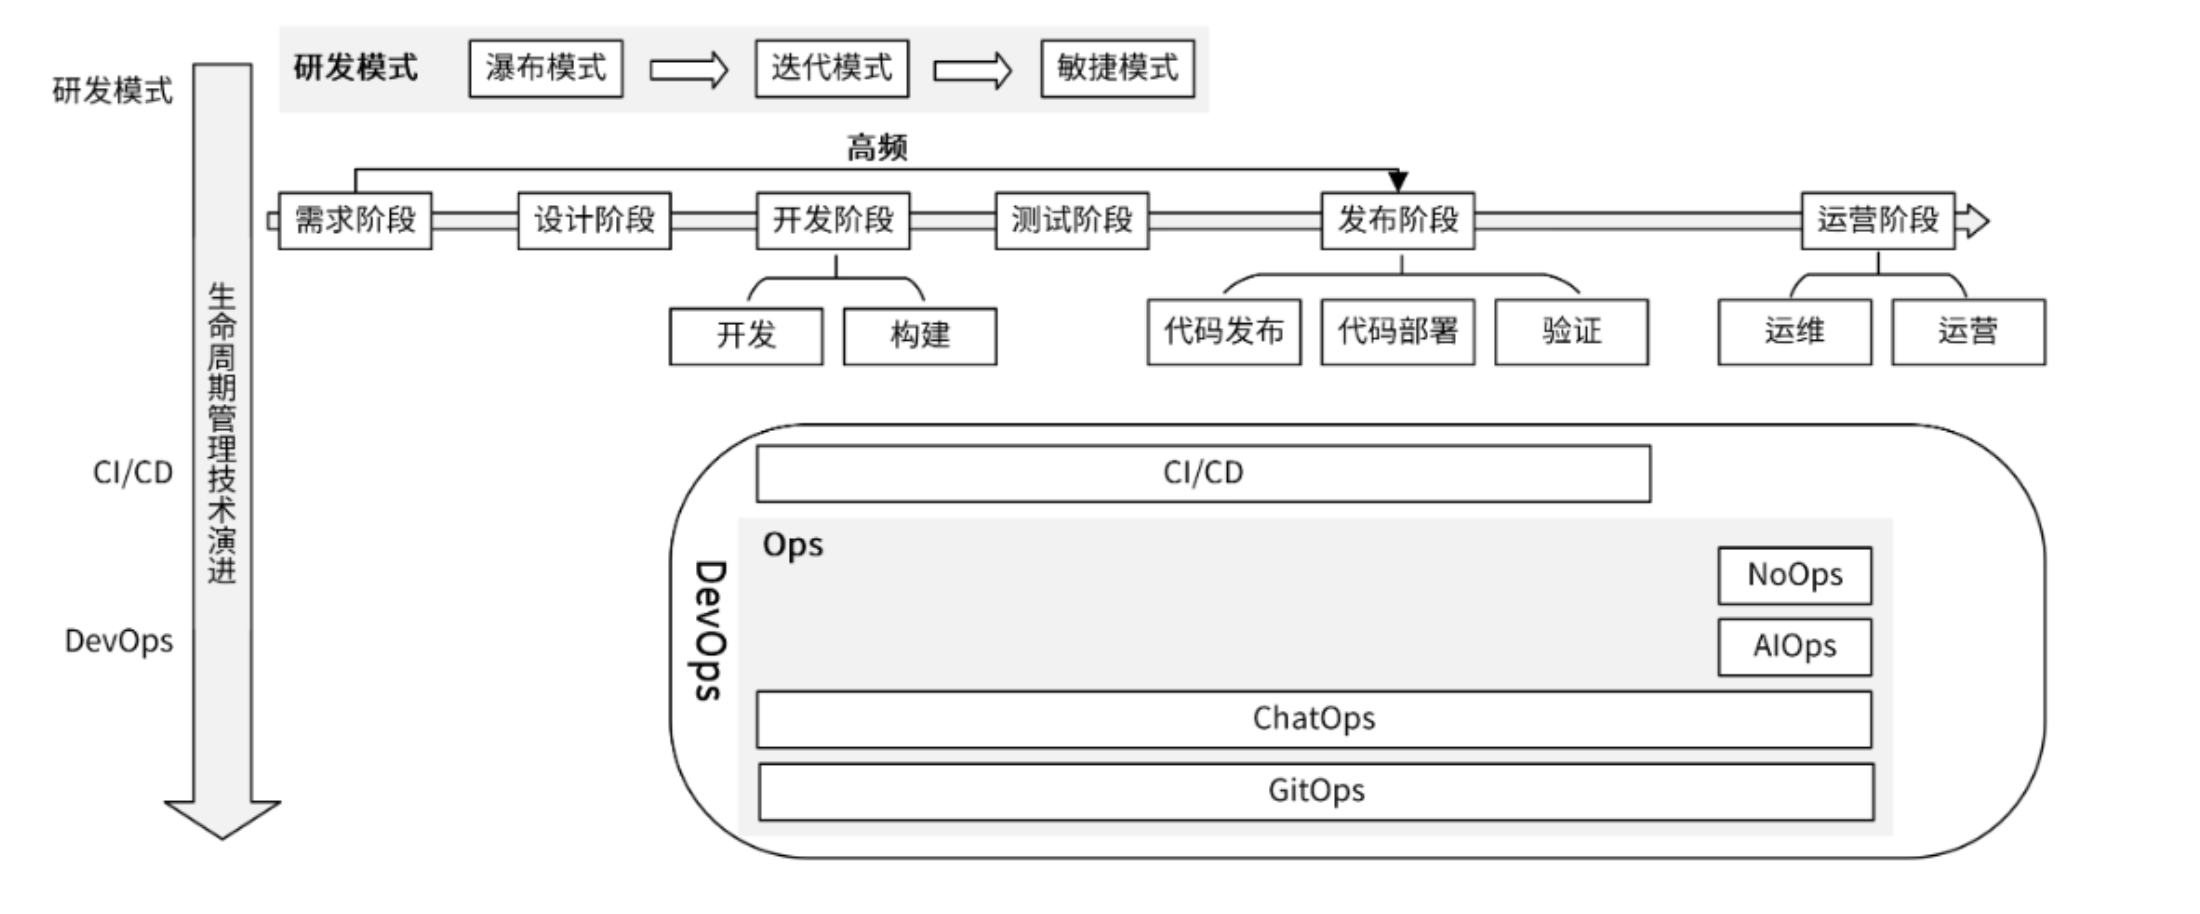 研发模式
研发模式
瀑布模式
迭代模式
敏捷模式
高频
需求阶段
设计阶段
开发阶段
测试阶段
发布阶段
运营阶段
开发
构建
代码发布
代码部署
验证
运维
运营
生命周期管理技术演进
CI/CD
CI/CD
DevOps
DevOps
Ops
NoOps
AIOps
ChatOps
GitOps